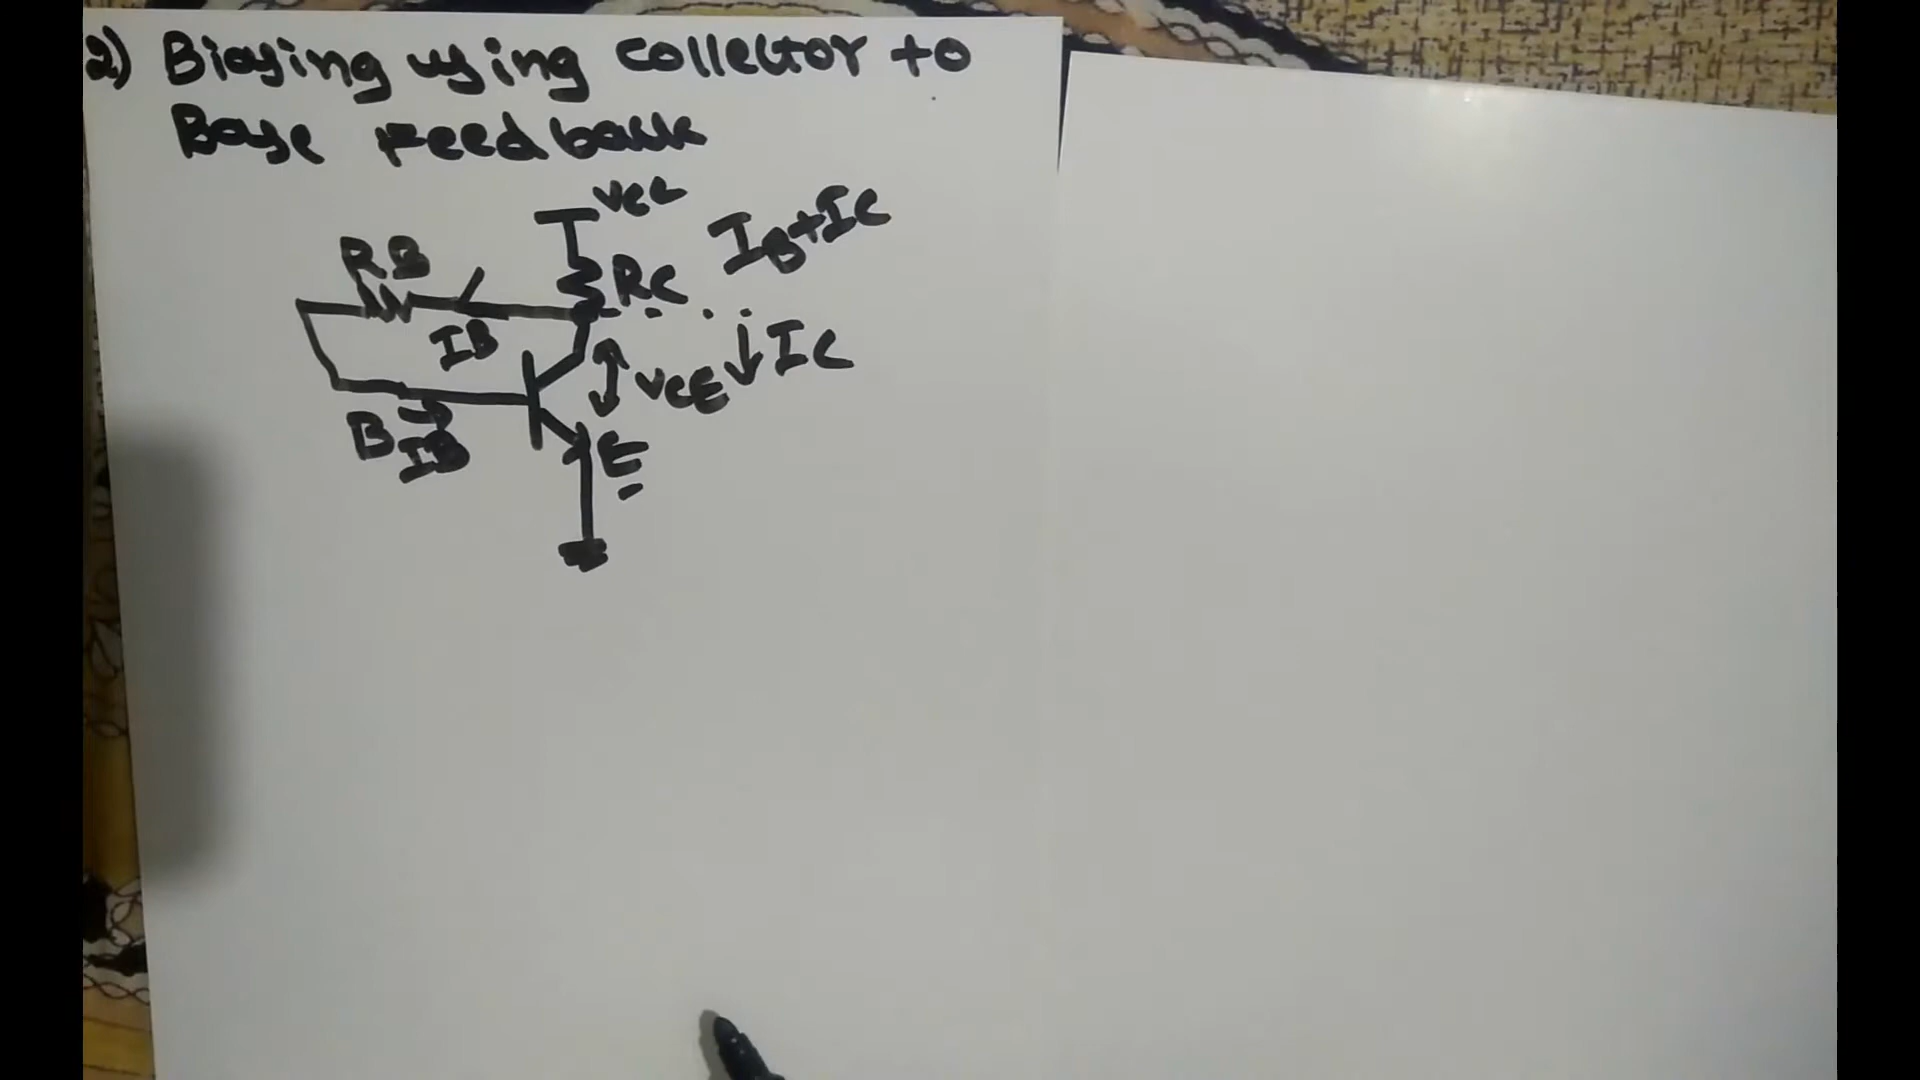 2) Biasing using collector to
Base Feedback
VCC
IB+IC
RB
RC
IB
IC
VCE
B
IB
E